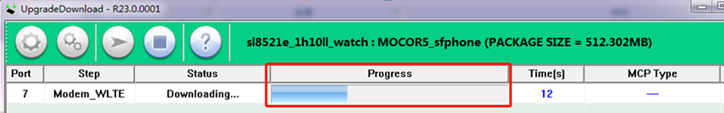 UpgradeDownload - R23.0.0001
sl8521e_1h10ll_watch : MOCOR5_sfphone (PACKAGE SIZE = 512.302MB)
Port Step Status Progress Time(s) MCP Type
7 Modem_WLTE Downloading... 12 —